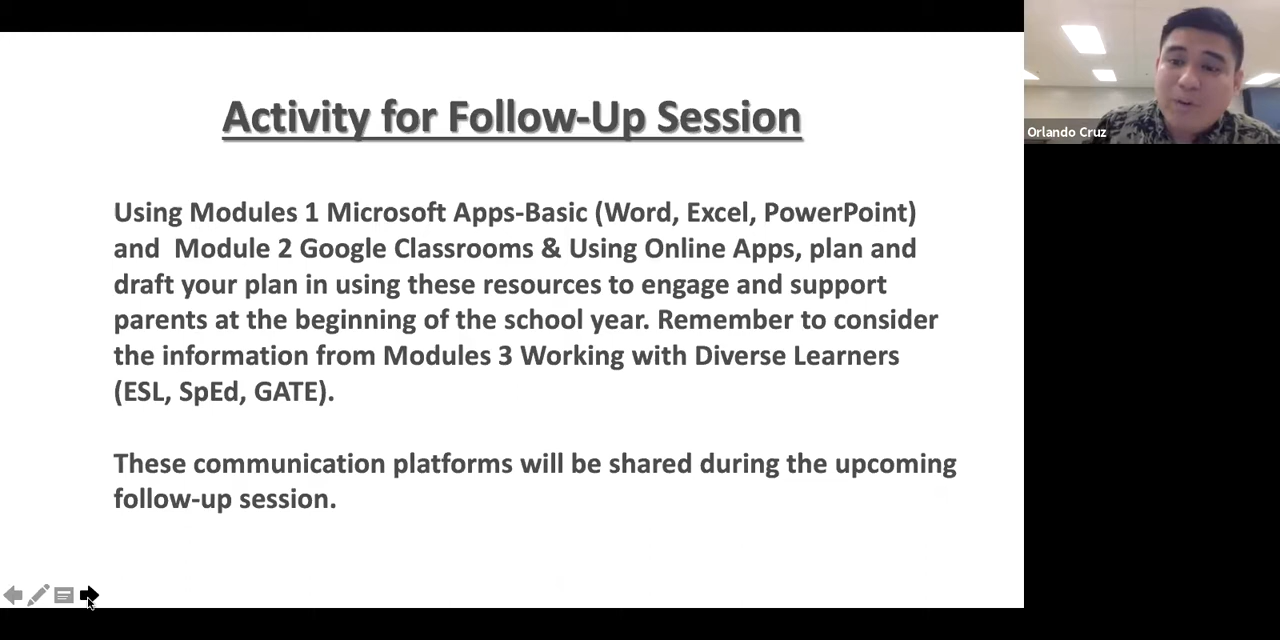 Activity for Follow-Up Session
Using Modules 1 Microsoft Apps-Basic (Word, Excel, PowerPoint)
and Module 2 Google Classrooms & Using Online Apps, plan and
draft your plan in using these resources to engage and support
parents at the beginning of the school year. Remember to consider
the information from Modules 3 Working with Diverse Learners
(ESL, SpEd, GATE).
These communication platforms will be shared during the upcoming
follow-up session.
Orlando Cruz